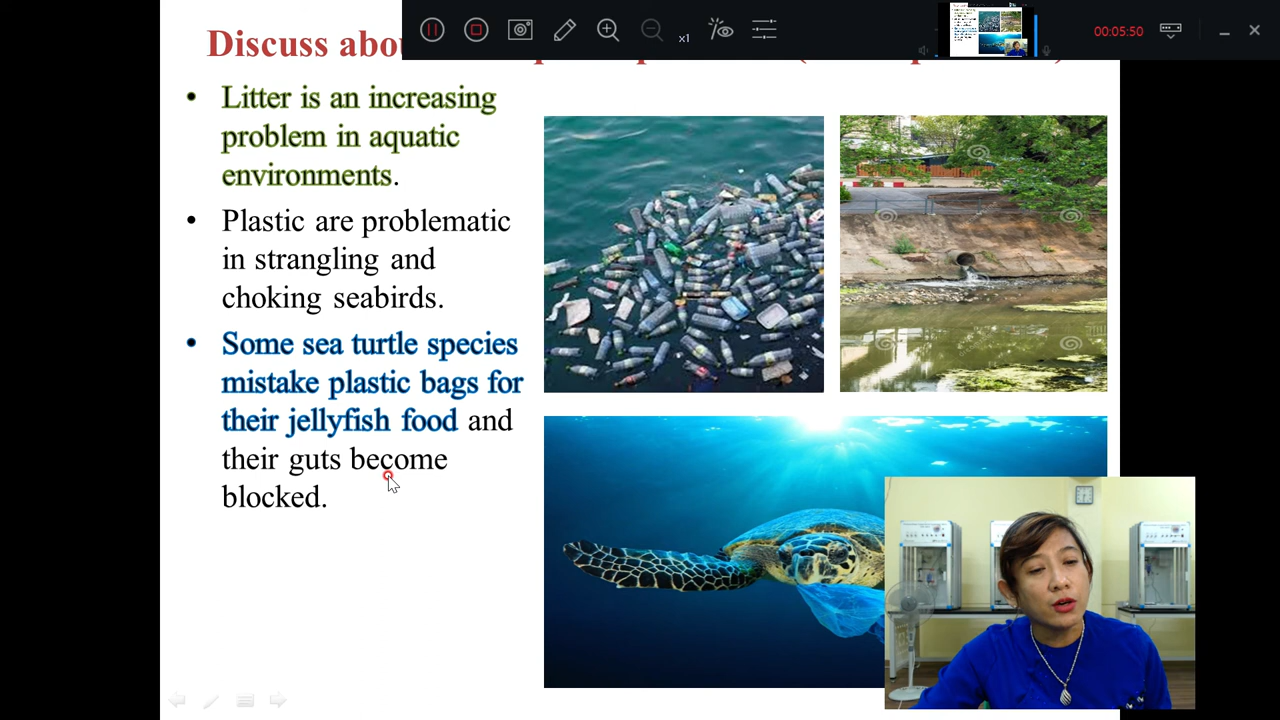 x1
00:05:50
Discuss abou
• Litter is an increasing
problem in aquatic
environments.
• Plastic are problematic
in strangling and
choking seabirds.
• Some sea turtle species
mistake plastic bags for
their jellyfish food and
their guts become
blocked.